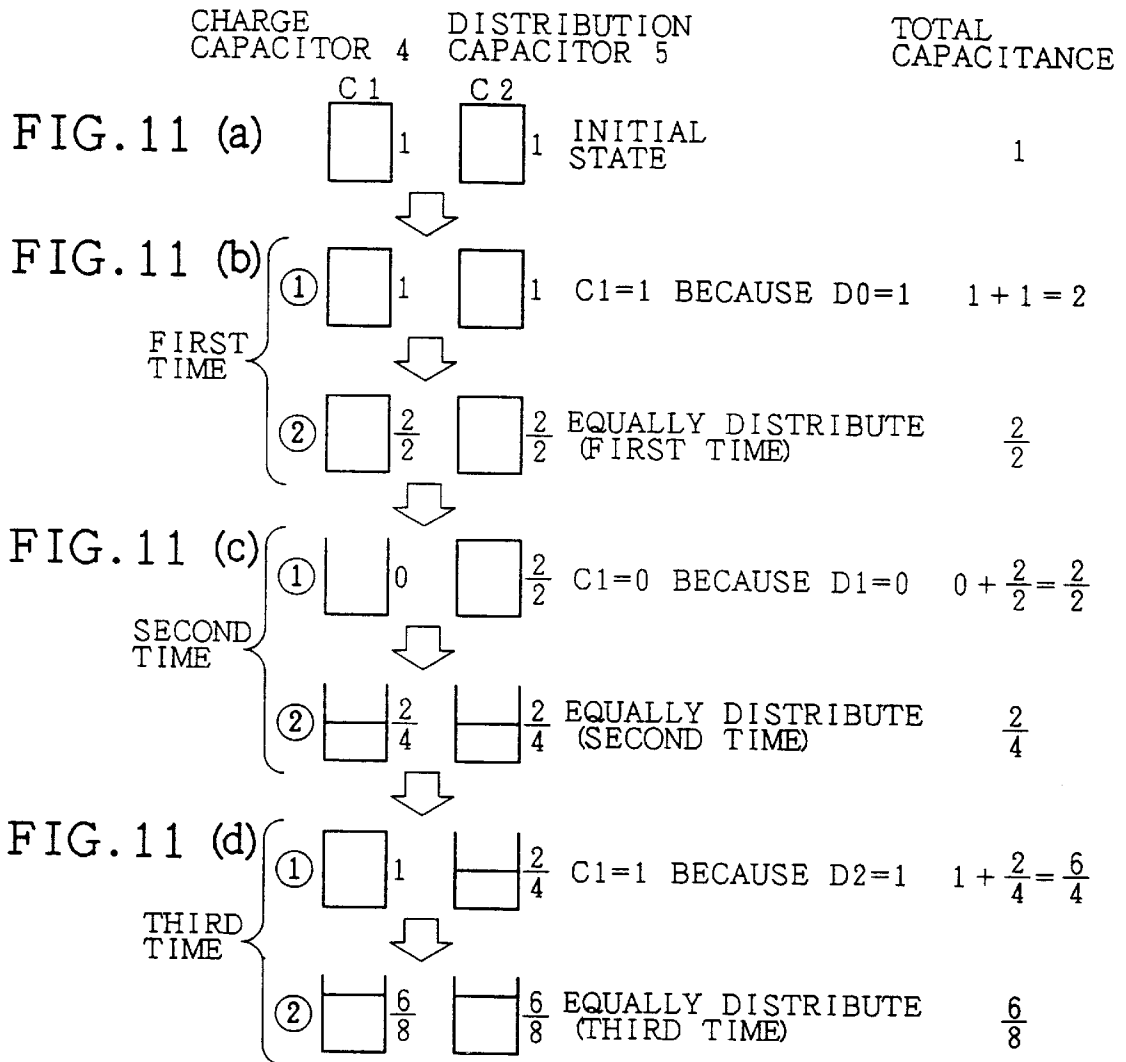 CHARGE CAPACITOR 4 DISTRIBUTION CAPACITOR 5 TOTAL CAPACITANCE
C1 C2
FIG.11 (a) 1 1 INITIAL STATE 1
FIG.11 (b)
FIRST TIME
① 1 1 C1=1 BECAUSE D0=1 1+1=2
② 2/2 2/2 EQUALLY DISTRIBUTE (FIRST TIME) 2/2
FIG.11 (c)
SECOND TIME
① 0 2/2 C1=0 BECAUSE D1=0 0+2/2=2/2
② 2/4 2/4 EQUALLY DISTRIBUTE (SECOND TIME) 2/4
FIG.11 (d)
THIRD TIME
① 1 2/4 C1=1 BECAUSE D2=1 1+2/4=6/4
② 6/8 6/8 EQUALLY DISTRIBUTE (THIRD TIME) 6/8